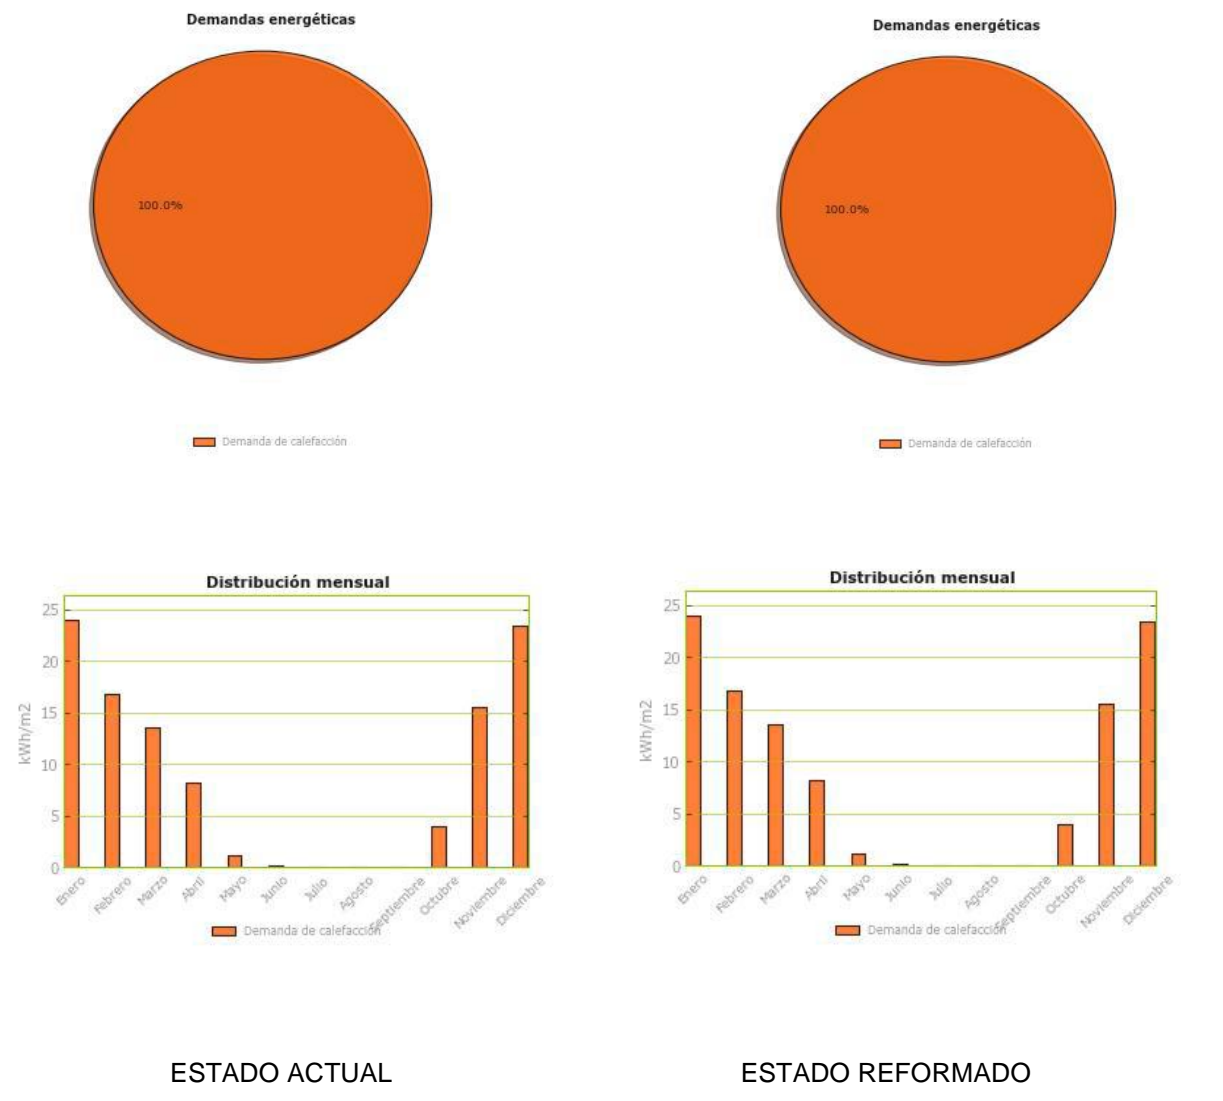 Demandas energéticas
100.0%
Demanda de calefacción
Demandas energéticas
100.0%
Demanda de calefacción
Distribución mensual
kWh/m2
25
20
15
10
5
0
Enero
Febrero
Marzo
Abril
Mayo
Junio
Julio
Agosto
Septiembre
Octubre
Noviembre
Diciembre
Demanda de calefacción
Distribución mensual
kWh/m2
25
20
15
10
5
0
Enero
Febrero
Marzo
Abril
Mayo
Junio
Julio
Agosto
Septiembre
Octubre
Noviembre
Diciembre
Demanda de calefacción
ESTADO ACTUAL
ESTADO REFORMADO